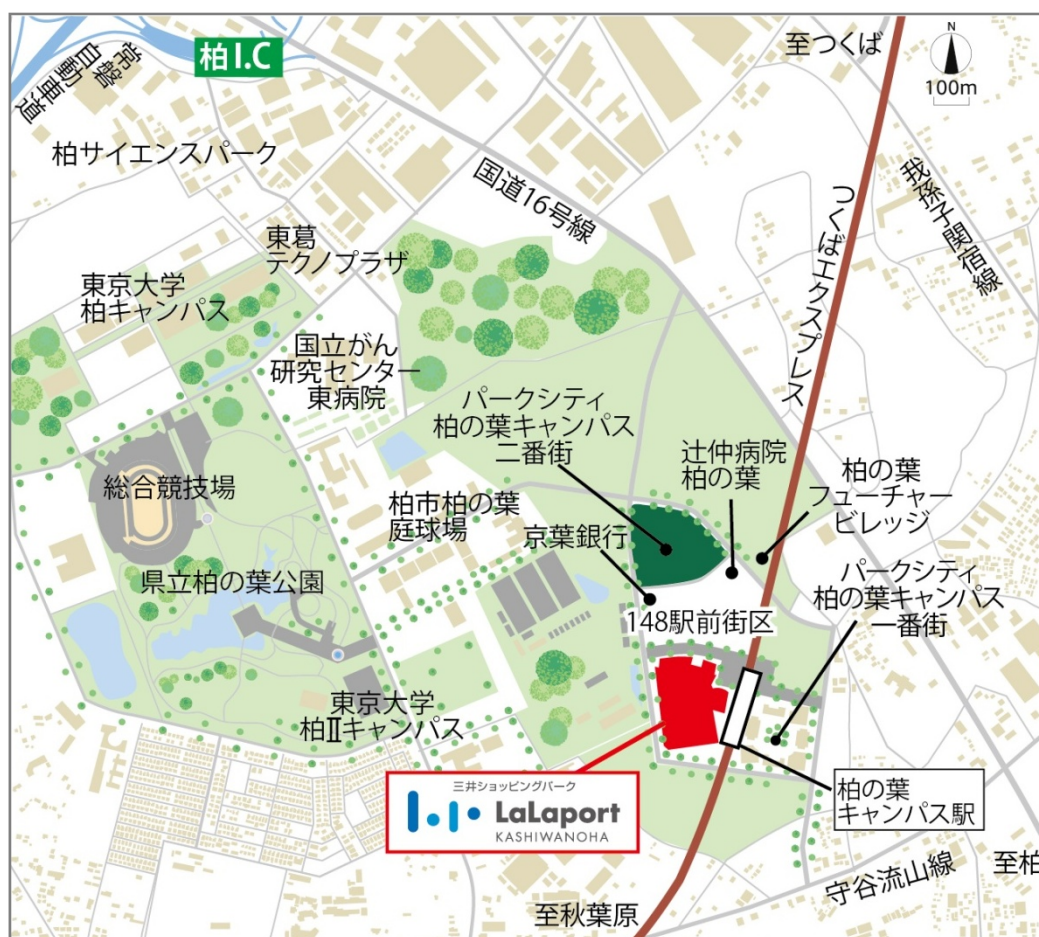 柏I.C
常磐
自動車道
至つくば
N
100m
柏サイエンスパーク
国道16号線
我孫子関宿線
つくばエクスプレス
東葛
テクノプラザ
東京大学
柏キャンパス
国立がん
研究センター
東病院
パークシティ
柏の葉キャンパス
二番街
辻仲病院
柏の葉
柏の葉
フューチャー
ビレッジ
総合競技場
柏市柏の葉
庭球場
京葉銀行
県立柏の葉公園
148駅前街区
パークシティ
柏の葉キャンパス
一番街
東京大学
柏Ⅱキャンパス
三井ショッピングパーク
LaLaport
KASHIWANOHA
柏の葉
キャンパス駅
守谷流山線
至柏
至秋葉原